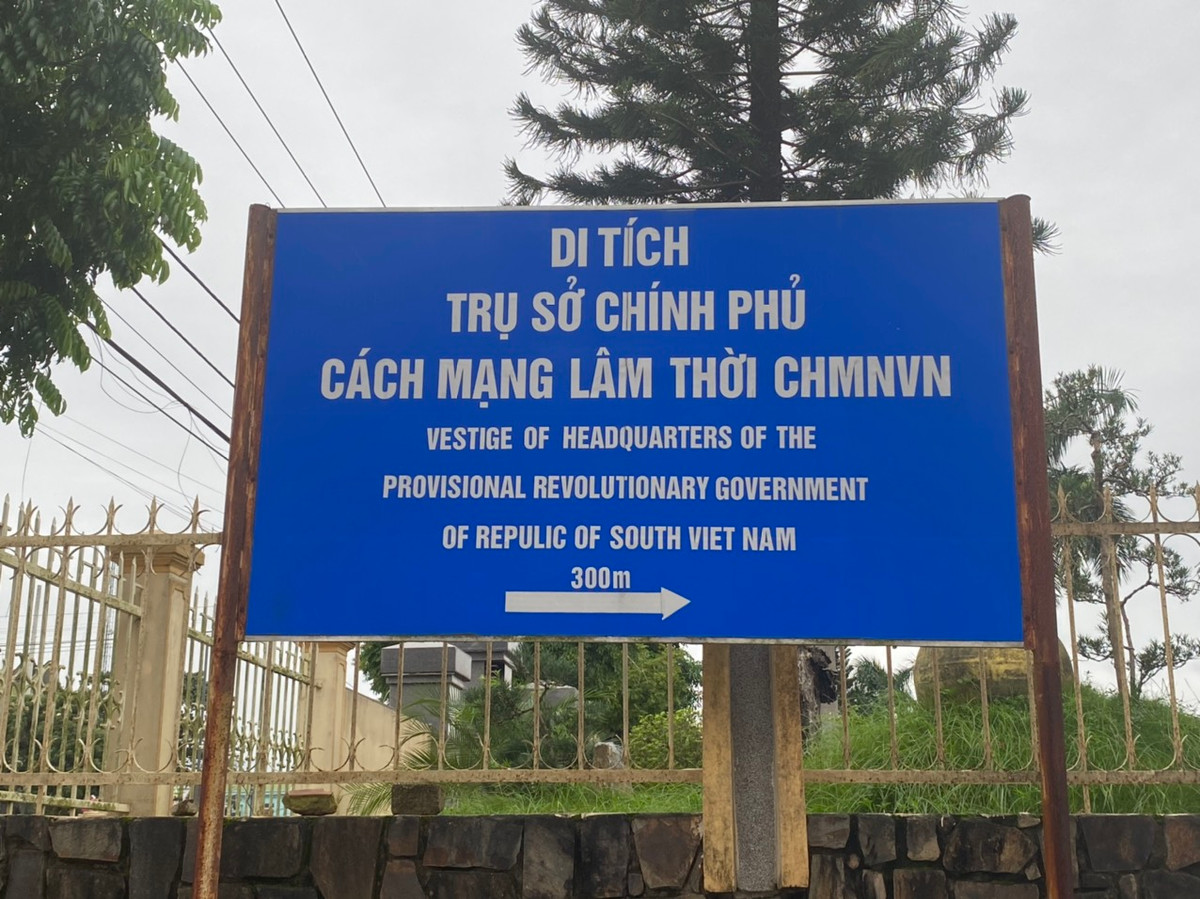 DI TÍCH
TRỤ SỞ CHÍNH PHỦ
CÁCH MẠNG LÂM THỜI CHMNVN
VESTIGE OF HEADQUARTERS OF THE
PROVISIONAL REVOLUTIONARY GOVERNMENT
OF REPULIC OF SOUTH VIET NAM
300m